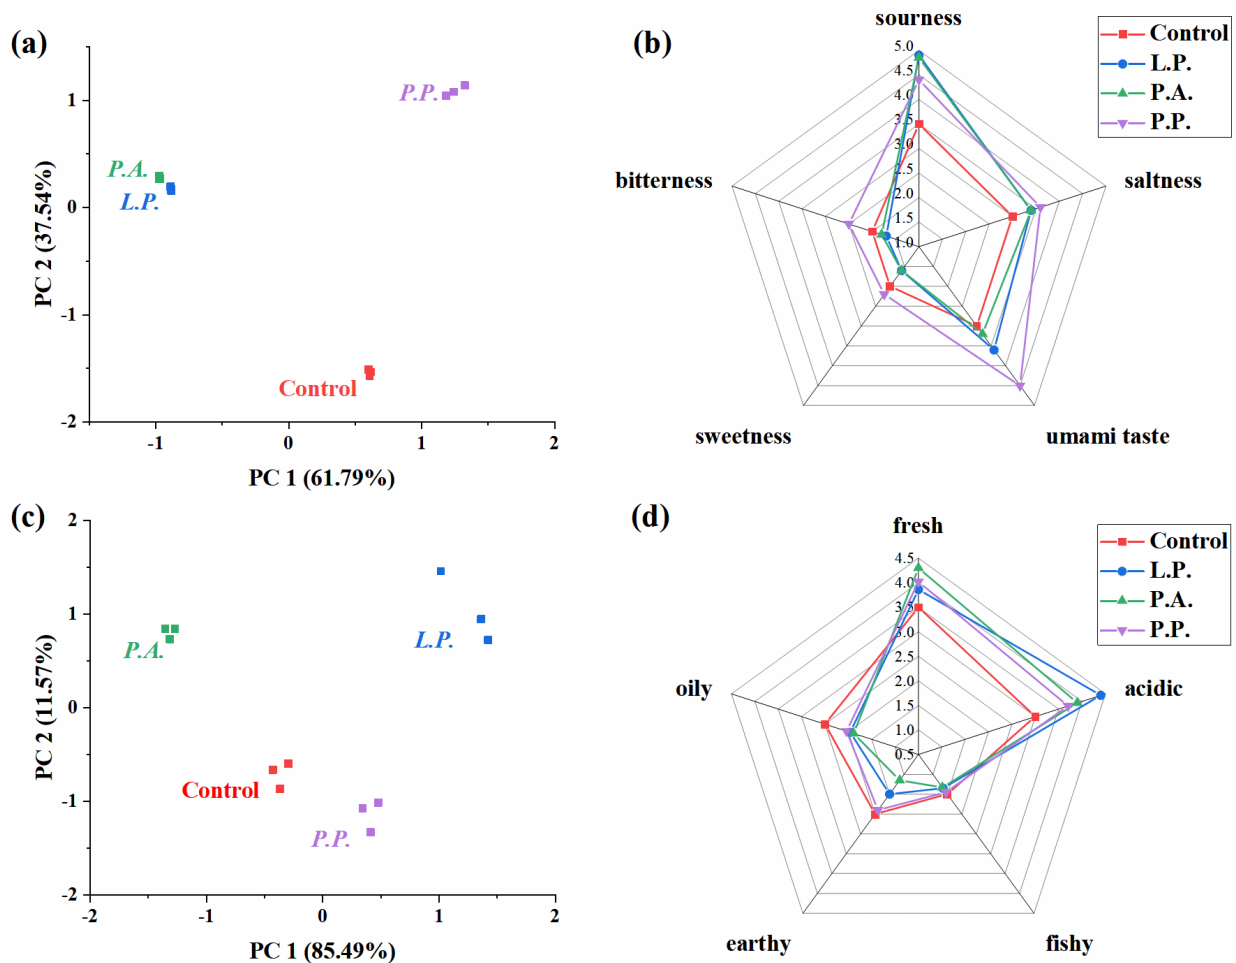 (a)
PC 2 (37.54%)
1
0
-1
-2
P.P.
P.A.
L.P.
Control
-1
0
1
2
PC 1 (61.79%)
(b)
sourness
5.0
4.5
4.0
3.5
3.0
2.5
2.0
1.5
1.0
bitterness
saltness
sweetness
umami taste
Control
L.P.
P.A.
P.P.
(c)
PC 2 (11.57%)
2
1
0
-1
-2
P.A.
L.P.
Control
P.P.
-2
-1
0
1
2
PC 1 (85.49%)
(d)
fresh
4.5
4.0
3.5
3.0
2.5
2.0
1.5
1.0
0.5
oily
acidic
earthy
fishy
Control
L.P.
P.A.
P.P.